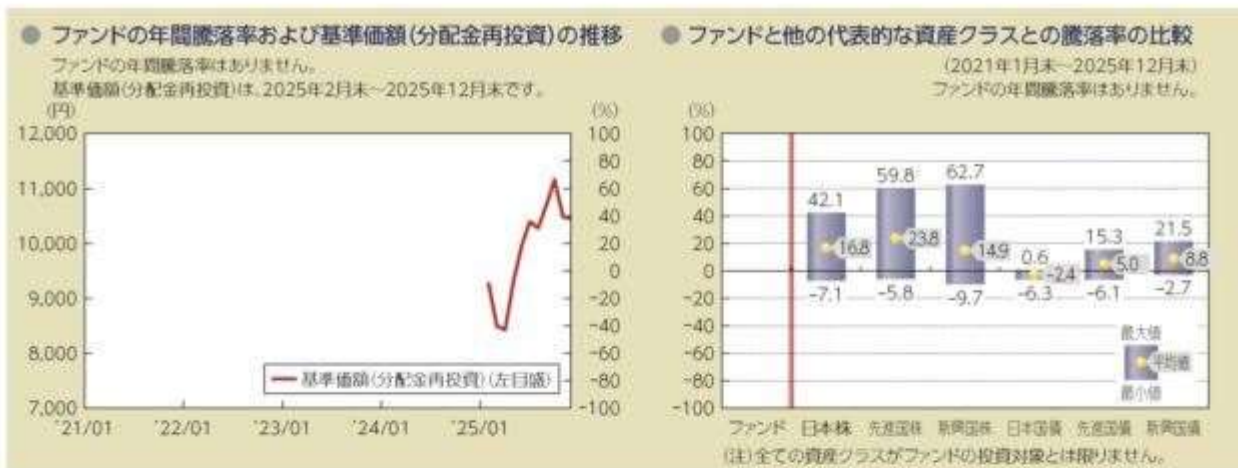 ● ファンドの年間騰落率および基準価額(分配金再投資)の推移
ファンドの年間騰落率はありません。
基準価額(分配金再投資)は、2025年2月末~2025年12月末です。
(円)
(%)
12,000
11,000
10,000
9,000
8,000
7,000
100
80
60
40
20
0
-20
-40
-60
-80
-100
基準価額(分配金再投資)(左目盛)
'21/01 '22/01 '23/01 '24/01 '25/01
● ファンドと他の代表的な資産クラスとの騰落率の比較
(2021年1月末~2025年12月末)
ファンドの年間騰落率はありません。
(%)
100
80
60
40
20
0
-20
-40
-60
-80
-100
42.1 59.8 62.7 0.6 15.3 21.5
16.8 23.8 14.9 -2.4 5.0 8.8
-7.1 -5.8 -9.7 -6.3 -6.1 -2.7
最大値
平均値
最小値
ファンド 日本株 先進国株 新興国株 日本国債 先進国債 新興国債
(注)全ての資産クラスがファンドの投資対象とは限りません。